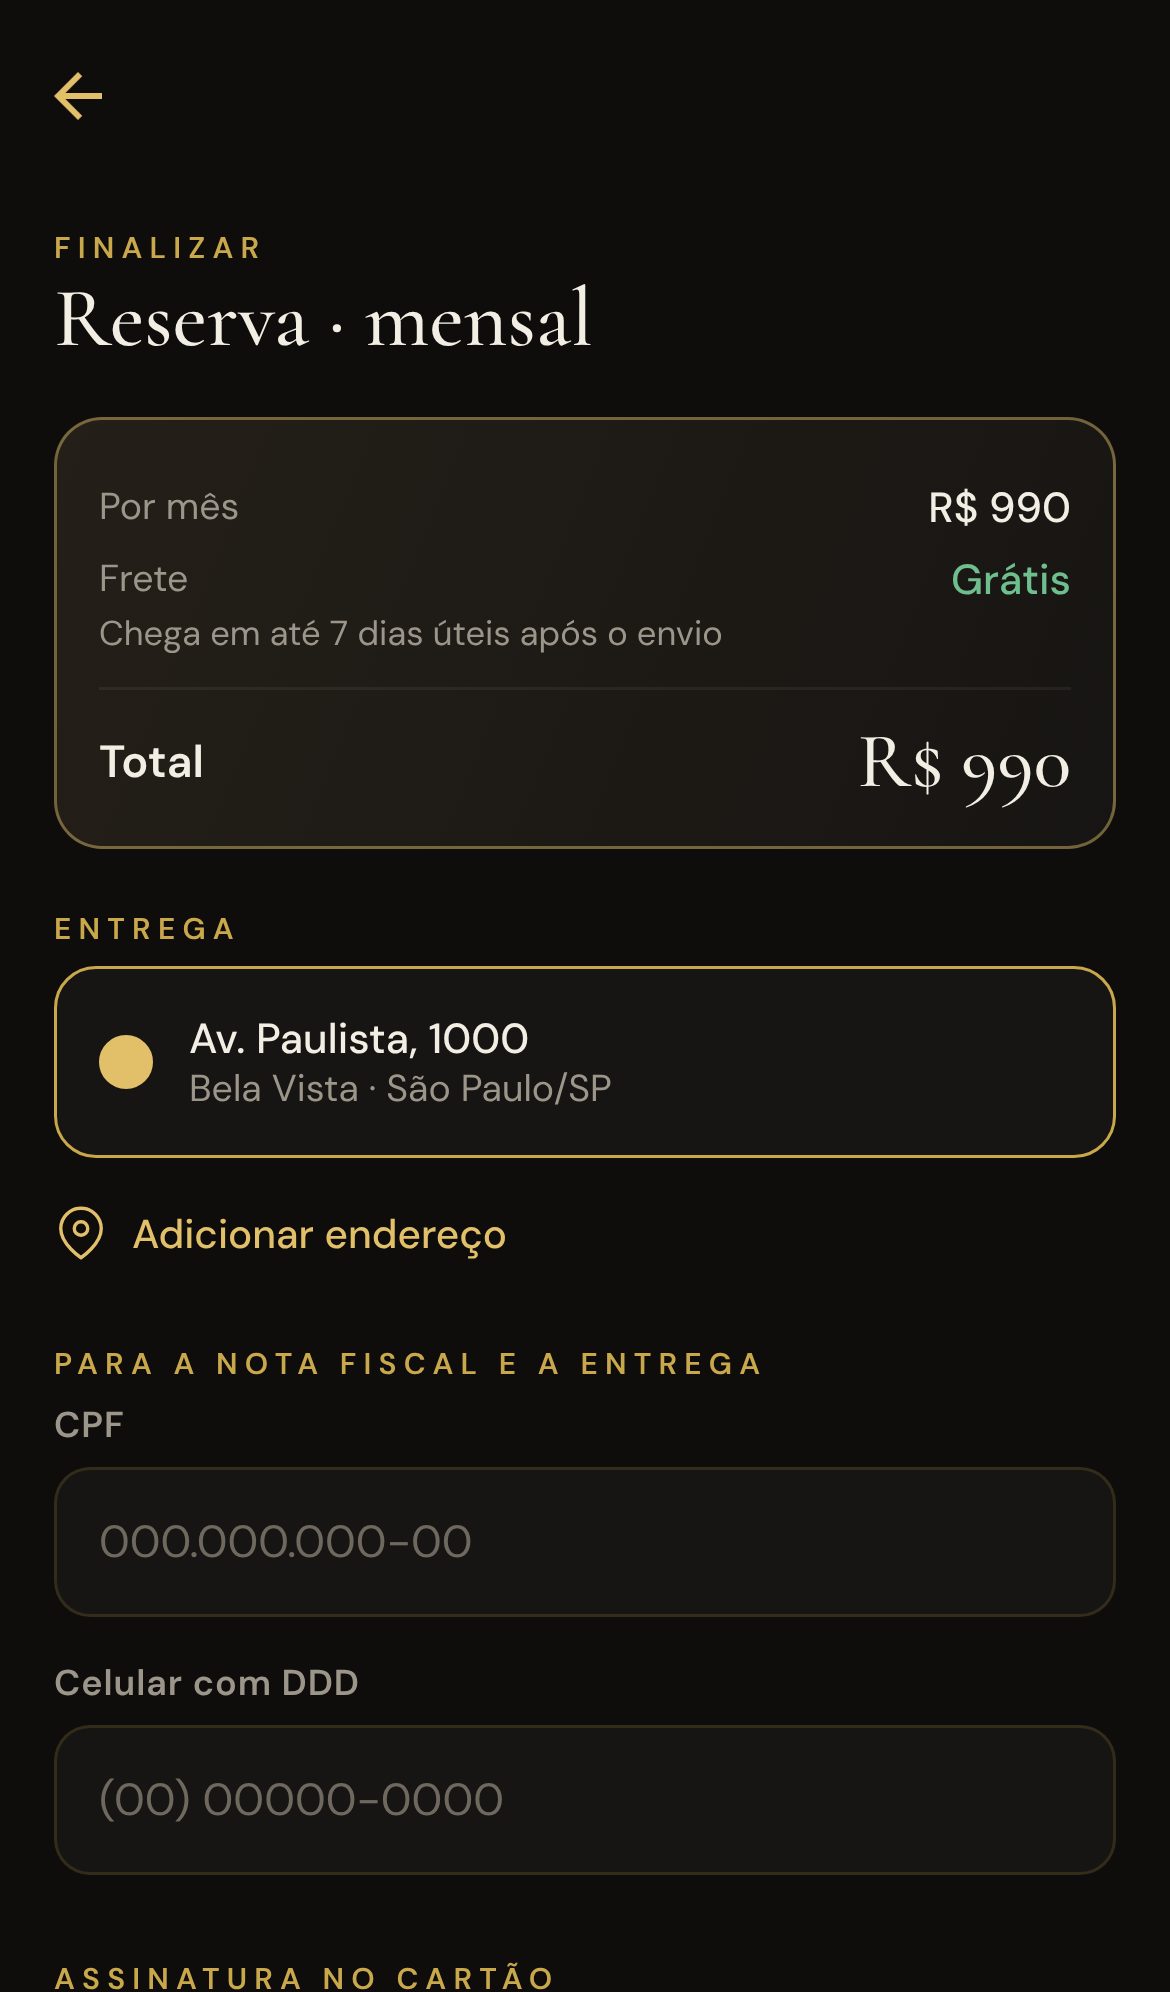 FINALIZAR
Reserva · mensal
Por mês R$ 990
Frete Grátis
Chega em até 7 dias úteis após o envio
Total R$ 990
ENTREGA
Av. Paulista, 1000
Bela Vista · São Paulo/SP
Adicionar endereço
PARA A NOTA FISCAL E A ENTREGA
CPF
000.000.000-00
Celular com DDD
(00) 00000-0000
ASSINATURA NO CARTÃO